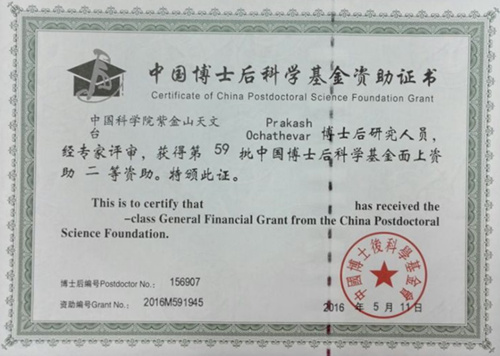 中国博士后科学基金资助证书
Certificate of China Postdoctoral Science Foundation Grant
中国科学院紫金山天文台 Prakash Ochathevar 博士后研究人员，
经专家评审，获得第 59 批中国博士后科学基金面上资
助 二 等资助。特颁此证。
This is to certify that has received the
–class General Financial Grant from the China Postdoctoral
Science Foundation.
博士后编号Postdoctor No.： 156907
资助编号Grant No.： 2016M591945
中國博士後科學基金會
2016 年 5 月 11 日